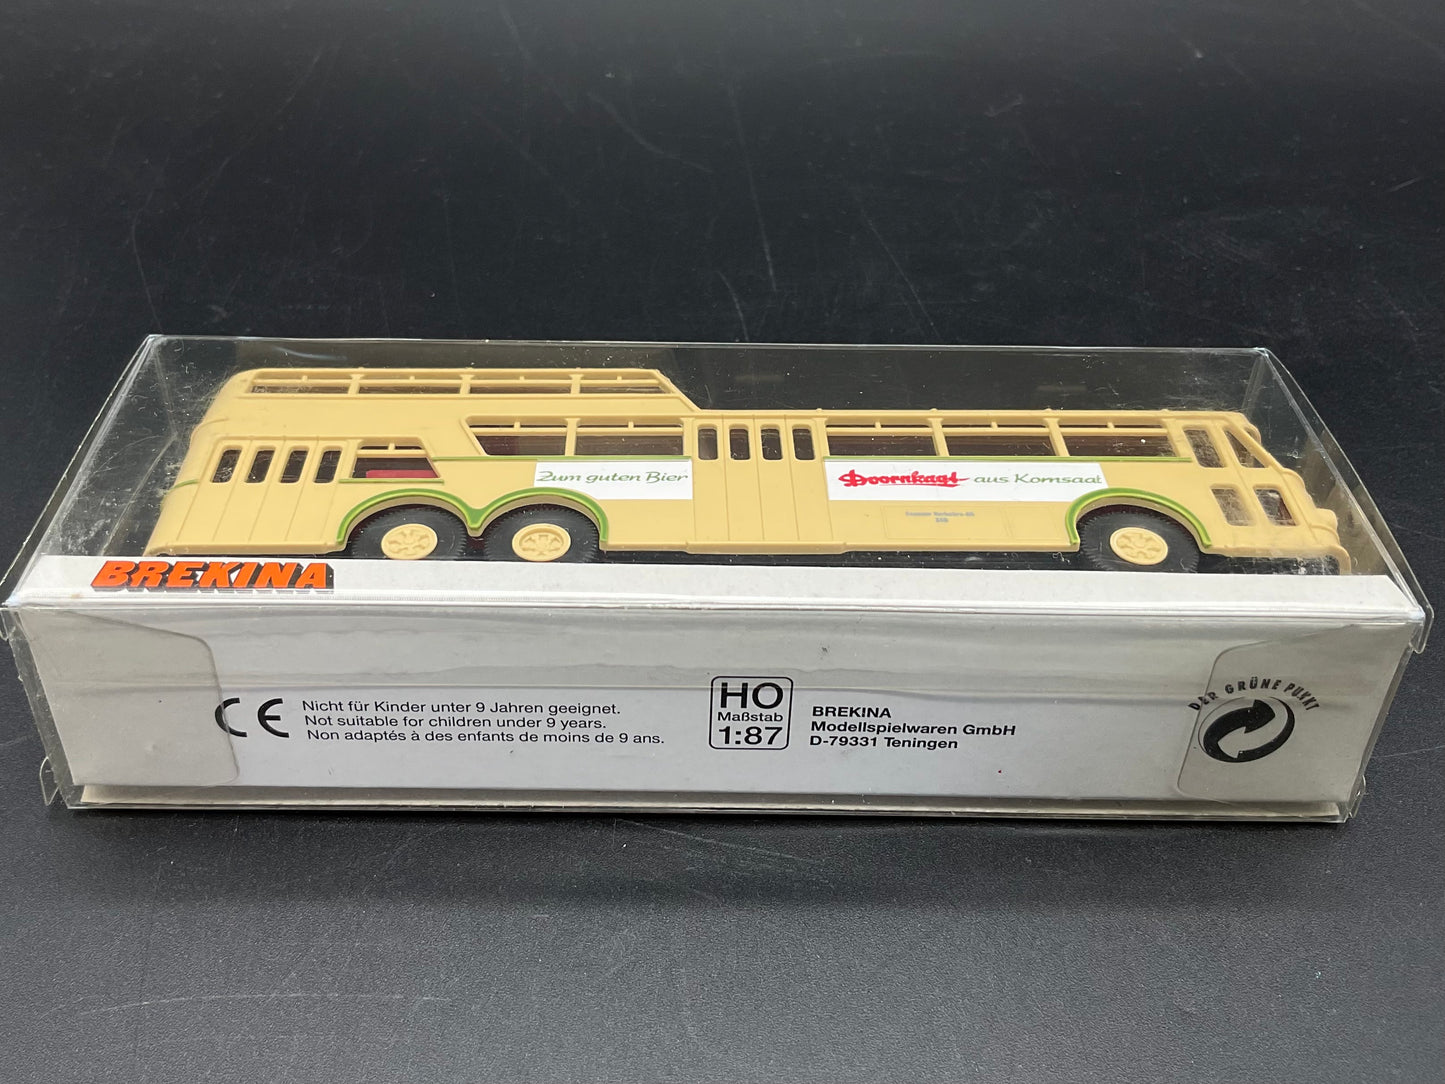 Zum guten Bier
Doornkaat aus Kornsaat
BREKINA
CE
Nicht für Kinder unter 9 Jahren geeignet.
Not suitable for children under 9 years.
Non adaptés à des enfants de moins de 9 ans.
HO
Maßstab
1:87
BREKINA
Modellspielwaren GmbH
D-79331 Teningen
DER GRÜNE PUNKT